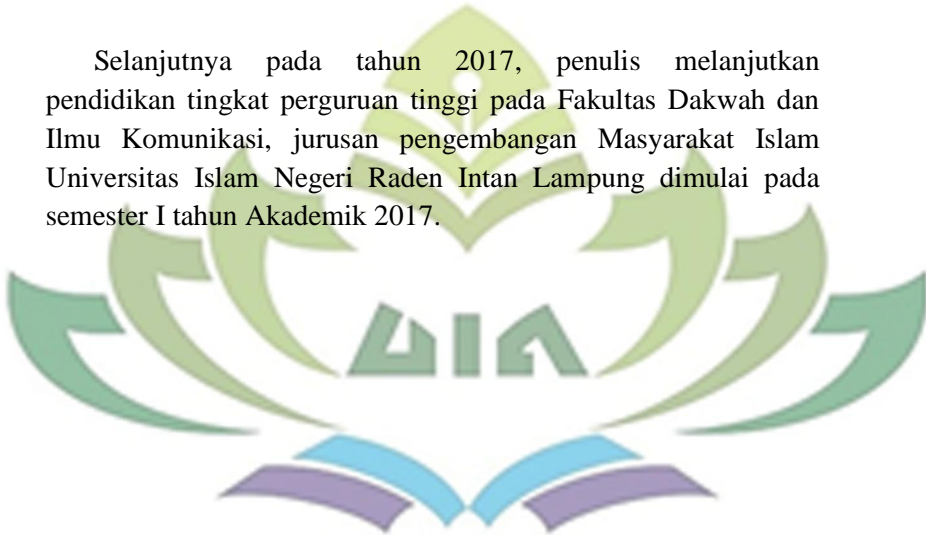 Selanjutnya pada tahun 2017, penulis melanjutkan
pendidikan tingkat perguruan tinggi pada Fakultas Dakwah dan
Ilmu Komunikasi, jurusan pengembangan Masyarakat Islam
Universitas Islam Negeri Raden Intan Lampung dimulai pada
semester I tahun Akademik 2017.
UIN